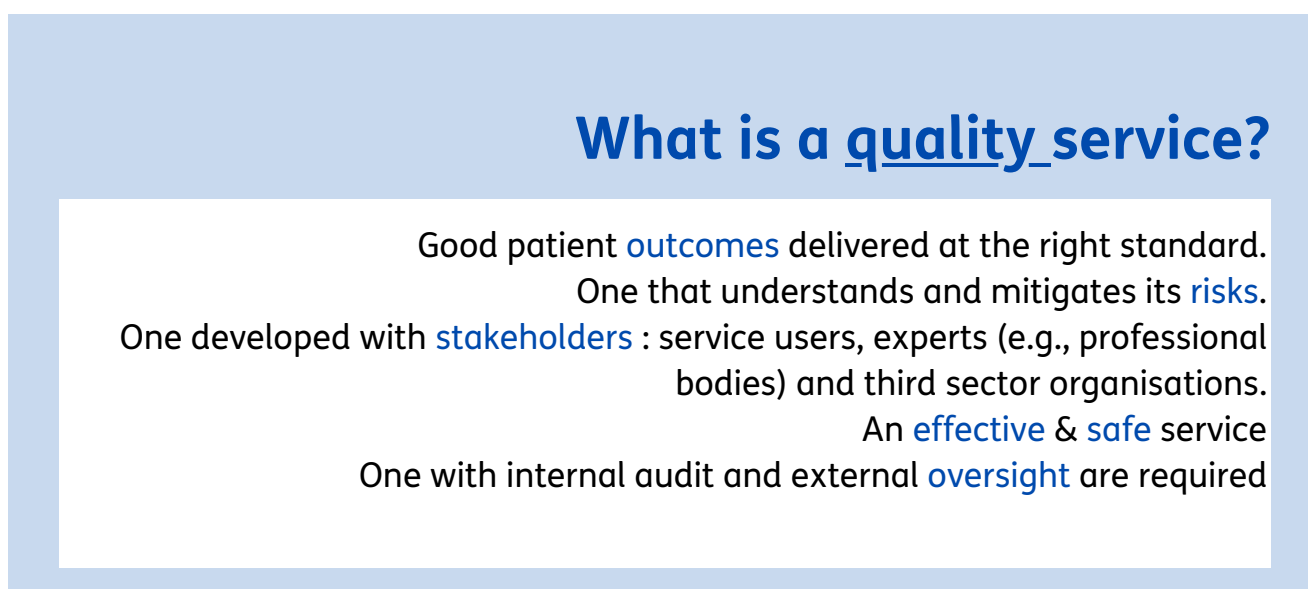 What is a quality service?
Good patient outcomes delivered at the right standard.
One that understands and mitigates its risks.
One developed with stakeholders : service users, experts (e.g., professional
bodies) and third sector organisations.
An effective & safe service
One with internal audit and external oversight are required